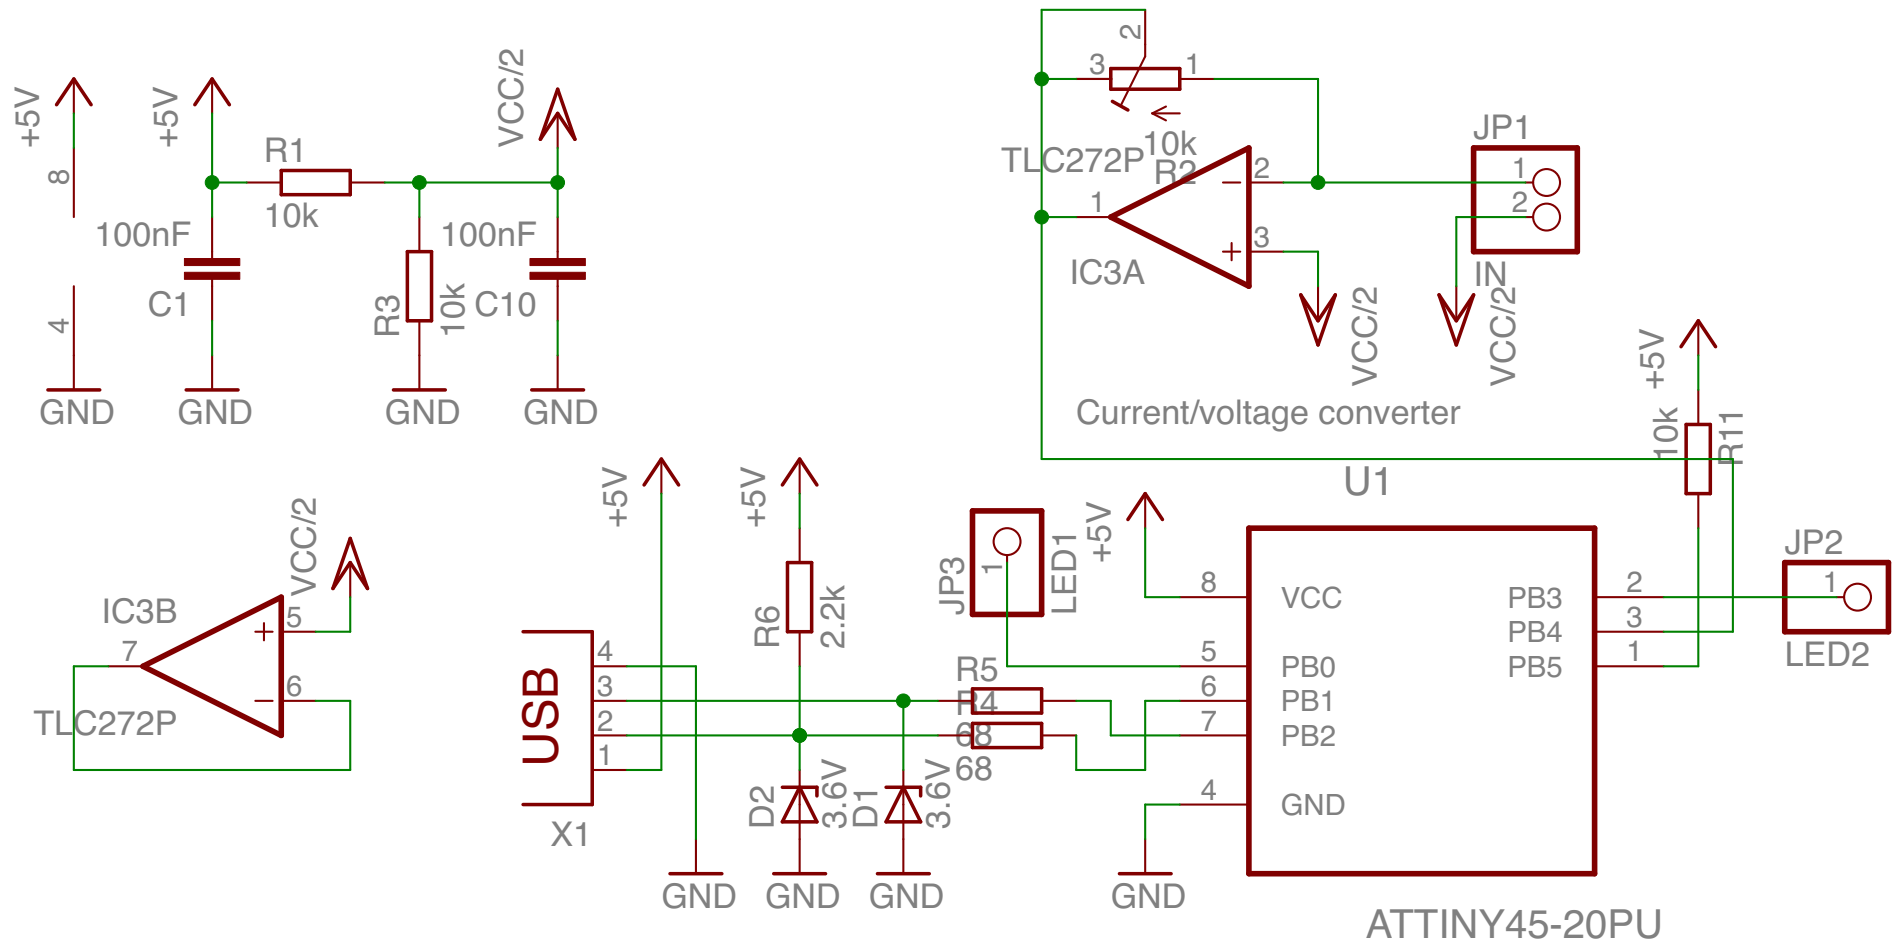 +5V
8
4
GND
+5V
R1
10k
100nF
C1
GND
R3
10k
GND
VCC/2
100nF
C10
GND
2
3
1
10k
R2
TLC272P
1
2
3
IC3A
VCC/2
JP1
1
2
IN
VCC/2
Current/voltage converter
+5V
10k
R11
VCC/2
IC3B
5
6
7
TLC272P
+5V
USB
4
3
2
1
X1
GND
+5V
R6
2.2k
D2
3.6V
GND
D1
3.6V
GND
R5
R4
68
68
JP3
1
LED1
+5V
U1
8
VCC
5
PB0
6
PB1
7
PB2
4
GND
GND
PB3
2
PB4
3
PB5
1
JP2
1
LED2
ATTINY45-20PU